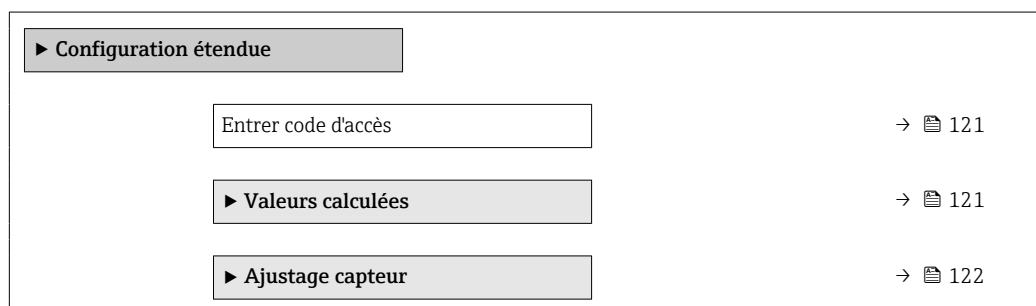 ► Configuration étendue
Entrer code d'accès → 121
► Valeurs calculées → 121
► Ajustage capteur → 122